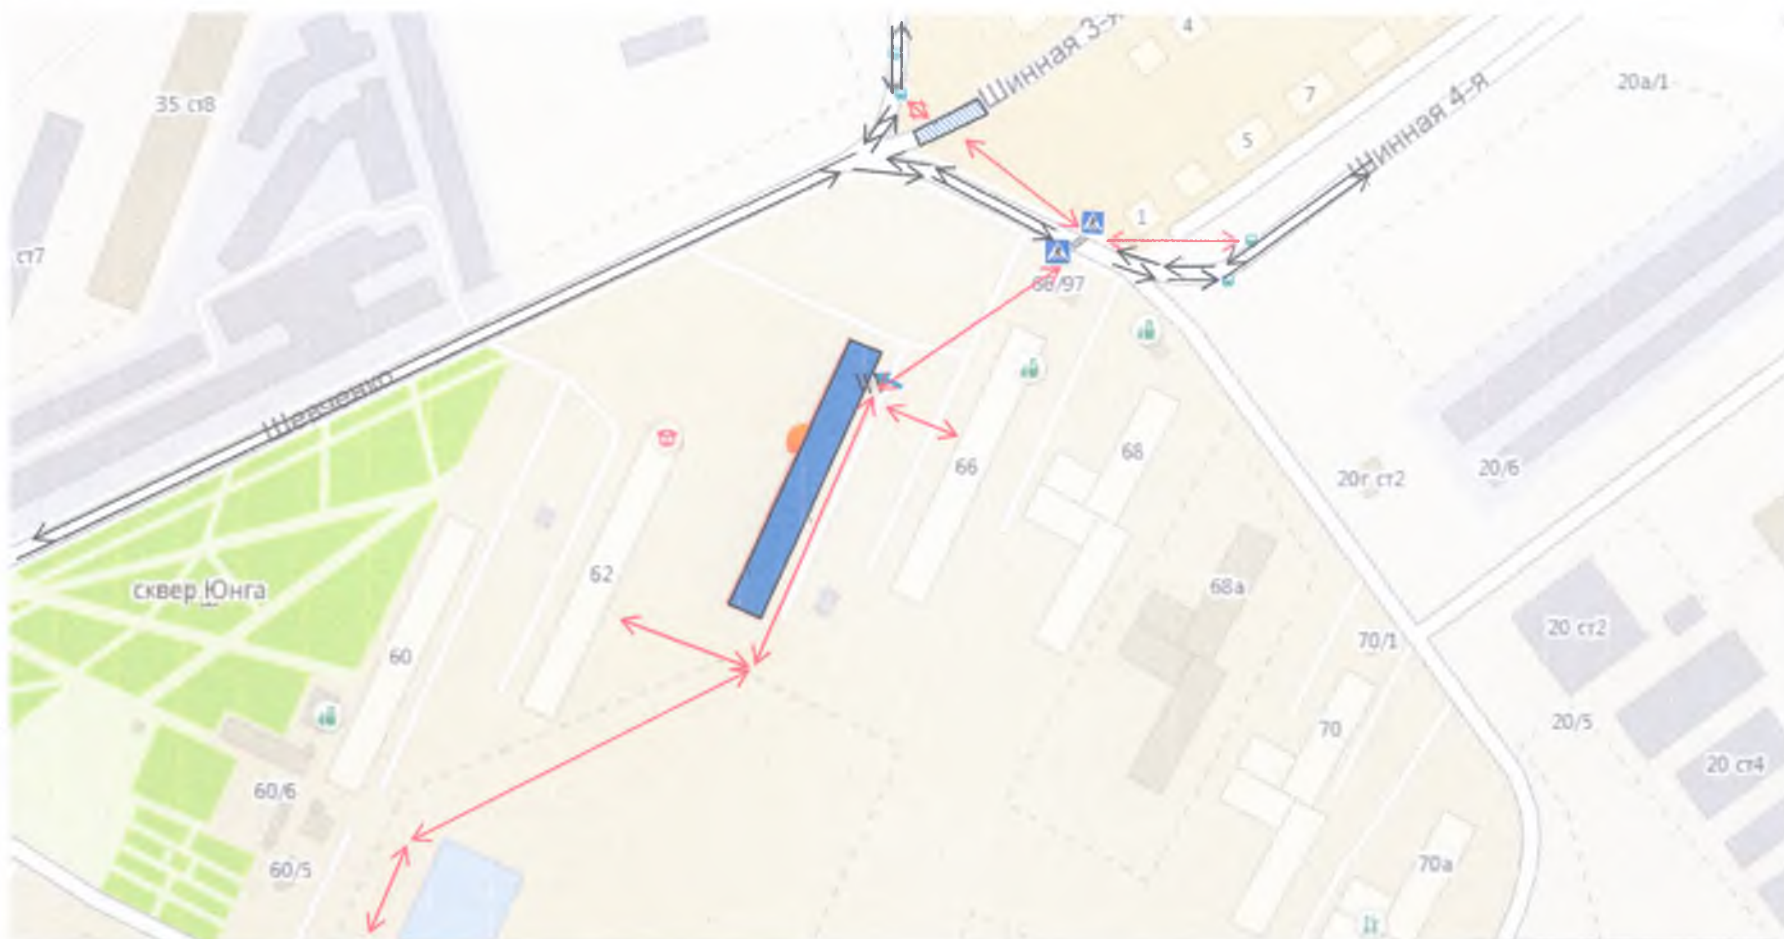 Шинная 3-я
4
35 ст8
20а/1
7
Шинная 4-я
5
1
ст7
68/97
Шевченко
66
68
20г ст2
20/6
62
сквер Юнга
68а
20 ст2
60
70/1
20/5
70
20 ст4
60/6
60/5
70а